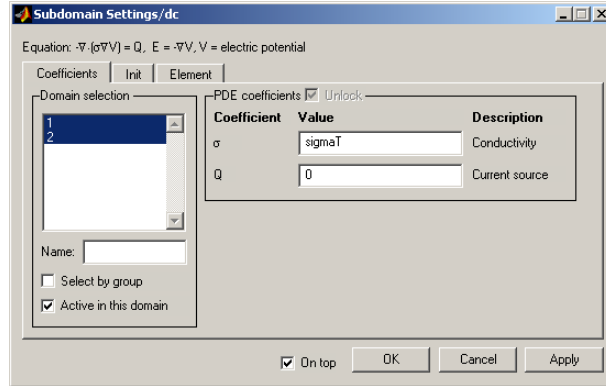 Subdomain Settings/dc
Equation: -∇·(σ∇V) = Q, E = -∇V, V = electric potential
Coefficients Init Element
Domain selection
1
2
Name:
Select by group
Active in this domain
PDE coefficients Unlock
Coefficient Value Description
σ sigmaT Conductivity
Q 0 Current source
On top OK Cancel Apply